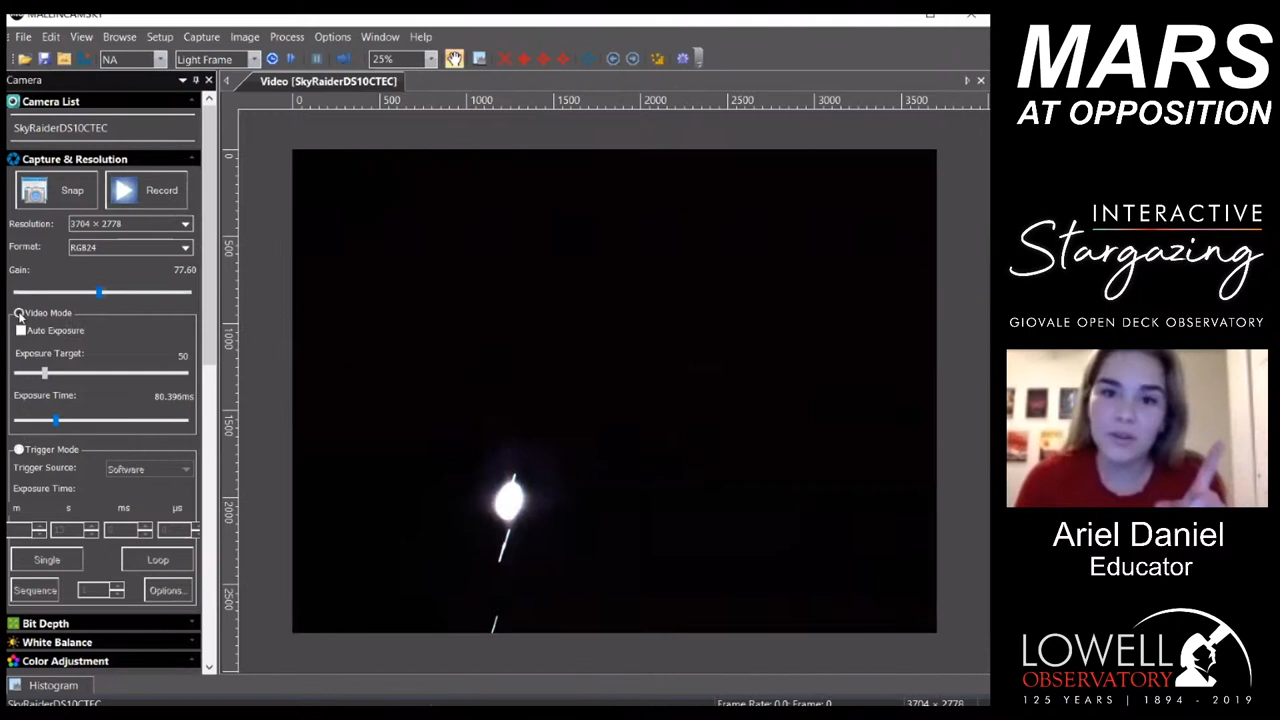 MALLINCAMSKY
File Edit View Browse Setup Capture Image Process Options Window Help
NA Light Frame 25%
Camera
Video [SkyRaiderDS10CTEC]
Camera List
0 500 1000 1500 2000 2500 3000 3500
SkyRaiderDS10CTEC
0 500 1000 1500 2000 2500
Capture & Resolution
Snap Record
Resolution: 3704 × 2778
Format: RGB24
Gain: 77.60
Video Mode
Auto Exposure
Exposure Target: 50
Exposure Time: 80.396ms
Trigger Mode
Trigger Source: Software
Exposure Time:
m s ms µs
Single Loop
Sequence Options...
Bit Depth
White Balance
Color Adjustment
Histogram
SkyRaiderDS10CTEC Frame Rate: 0.0; Frame: 0 3704 × 2778
MARS
AT OPPOSITION
INTERACTIVE
Stargazing
GIOVALE OPEN DECK OBSERVATORY
Ariel Daniel
Educator
LOWELL
OBSERVATORY
125 YEARS | 1894 - 2019